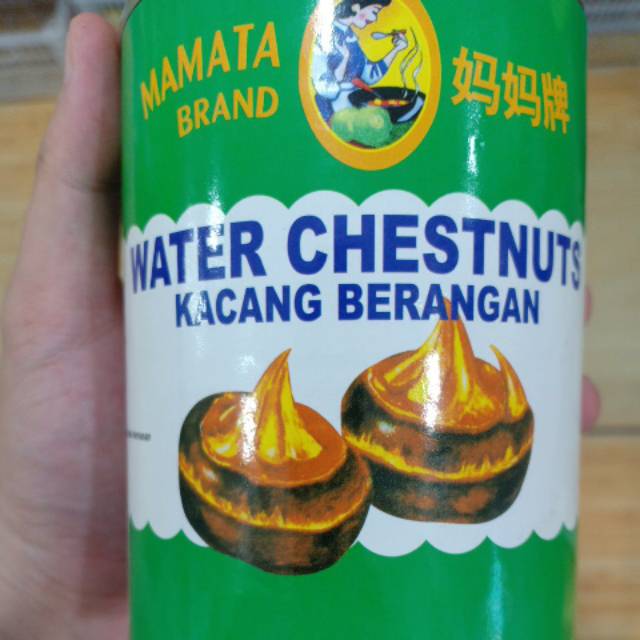 MAMATA
BRAND
妈妈牌
WATER CHESTNUTS
KACANG BERANGAN